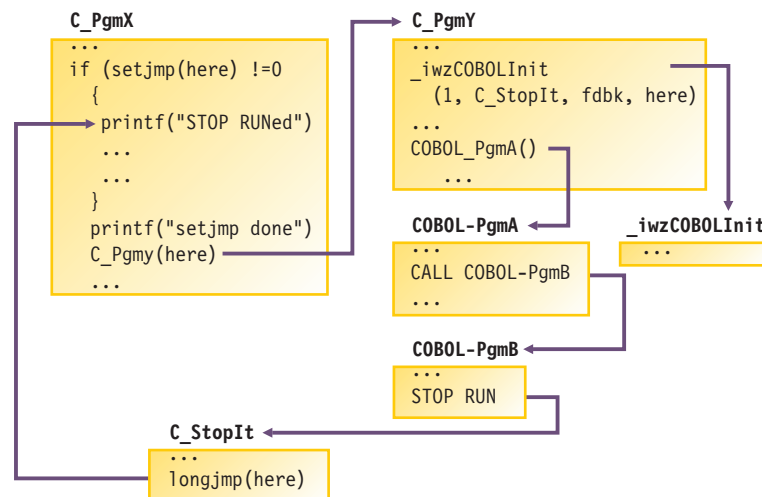 C_PgmX
...
if (setjmp(here) !=0
{
printf("STOP RUNed")
...
...
}
printf("setjmp done")
C_Pgmy(here)
...
C_PgmY
...
_iwzCOBOLInit
(1, C_StopIt, fdbk, here)
...
COBOL_PgmA()
...
COBOL-PgmA
...
CALL COBOL-PgmB
...
_iwzCOBOLInit
...
COBOL-PgmB
...
STOP RUN
C_StopIt
...
longjmp(here)